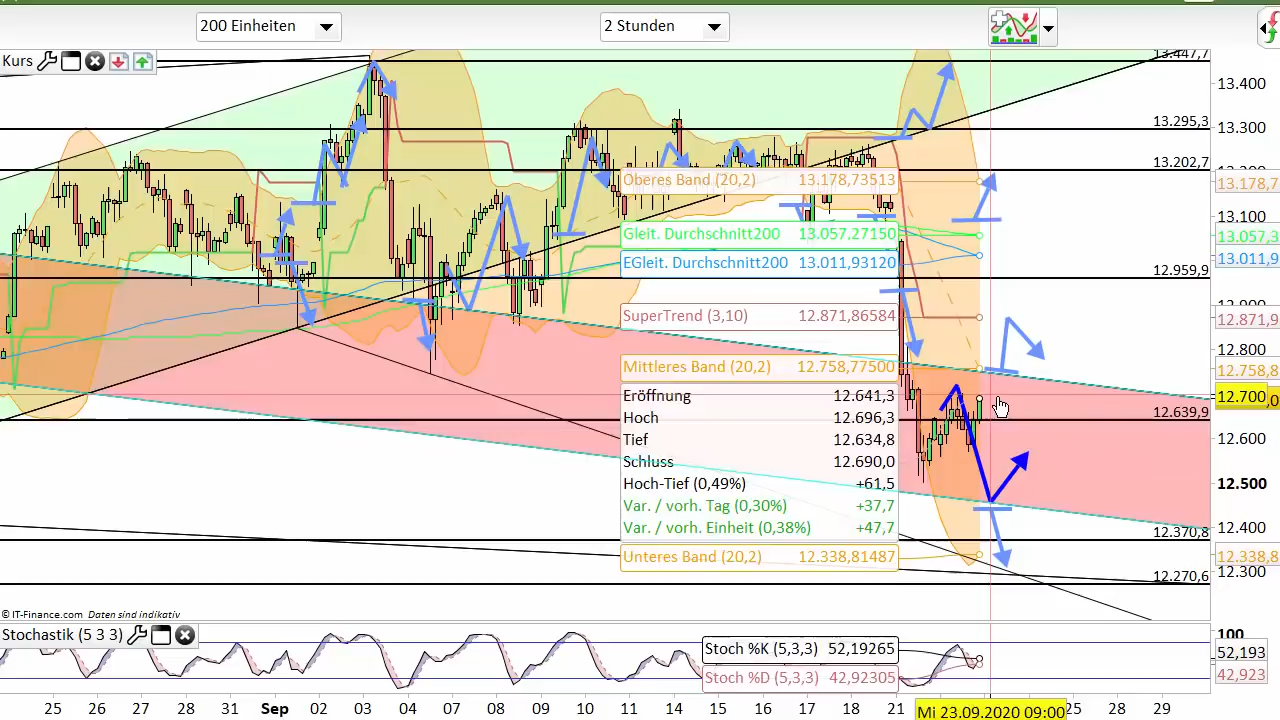 200 Einheiten
2 Stunden
Kurs
13.447,7
13.400
13.295,3
13.300
13.202,7
Oberes Band (20,2) 13.178,73513
13.178,7
13.100
Gleit. Durchschnitt200 13.057,27150
13.057,3
EGleit. Durchschnitt200 13.011,93120
13.011,9
12.959,9
SuperTrend (3,10) 12.871,86584
12.871,9
12.800
Mittleres Band (20,2) 12.758,77500
12.758,8
Eröffnung 12.641,3
12.700
Hoch 12.696,3
12.639,9
Tief 12.634,8
12.600
Schluss 12.690,0
Hoch-Tief (0,49%) +61,5
12.500
Var. / vorh. Tag (0,30%) +37,7
Var. / vorh. Einheit (0,38%) +47,7
12.400
12.370,8
Unteres Band (20,2) 12.338,81487
12.338,8
12.300
12.270,6
© IT-Finance.com Daten sind indikativ
Stochastik (5 3 3)
100
Stoch %K (5,3,3) 52,19265
52,193
Stoch %D (5,3,3) 42,92305
42,923
25 26 27 28 30 31 Sep 02 03 04 07 08 09 10 11 14 15 16 17 18 21 Mi 23.09.2020 09:00 25 28 29